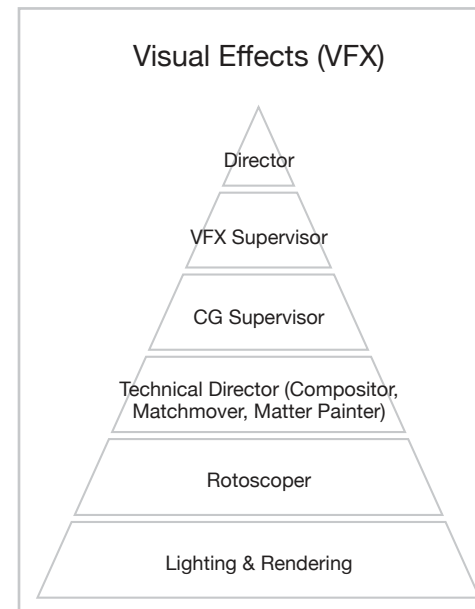 Visual Effects (VFX)
Director
VFX Supervisor
CG Supervisor
Technical Director (Compositor,
Matchmover, Matter Painter)
Rotoscoper
Lighting & Rendering